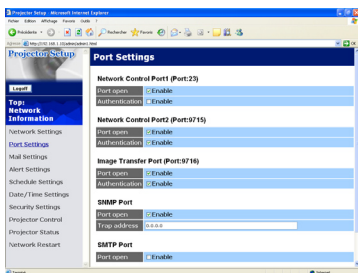 Projector Setup - Microsoft Internet Explorer
Fichier Edition Affichage Favoris Outils ?
Précédente Rechercher Favoris
Projector Setup
Logoff
Top:
Network
Information
Network Settings
Port Settings
Mail Settings
Alert Settings
Schedule Settings
Date/Time Settings
Security Settings
Projector Control
Projector Status
Network Restart
Port Settings
Network Control Port1 (Port:23)
Port open Enable
Authentication Enable
Network Control Port2 (Port:9715)
Port open Enable
Authentication Enable
Image Transfer Port (Port:9716)
Port open Enable
Authentication Enable
SNMP Port
Port open Enable
Trap address 0.0.0.0
SMTP Port
Port open Enable
Terminé
Internet